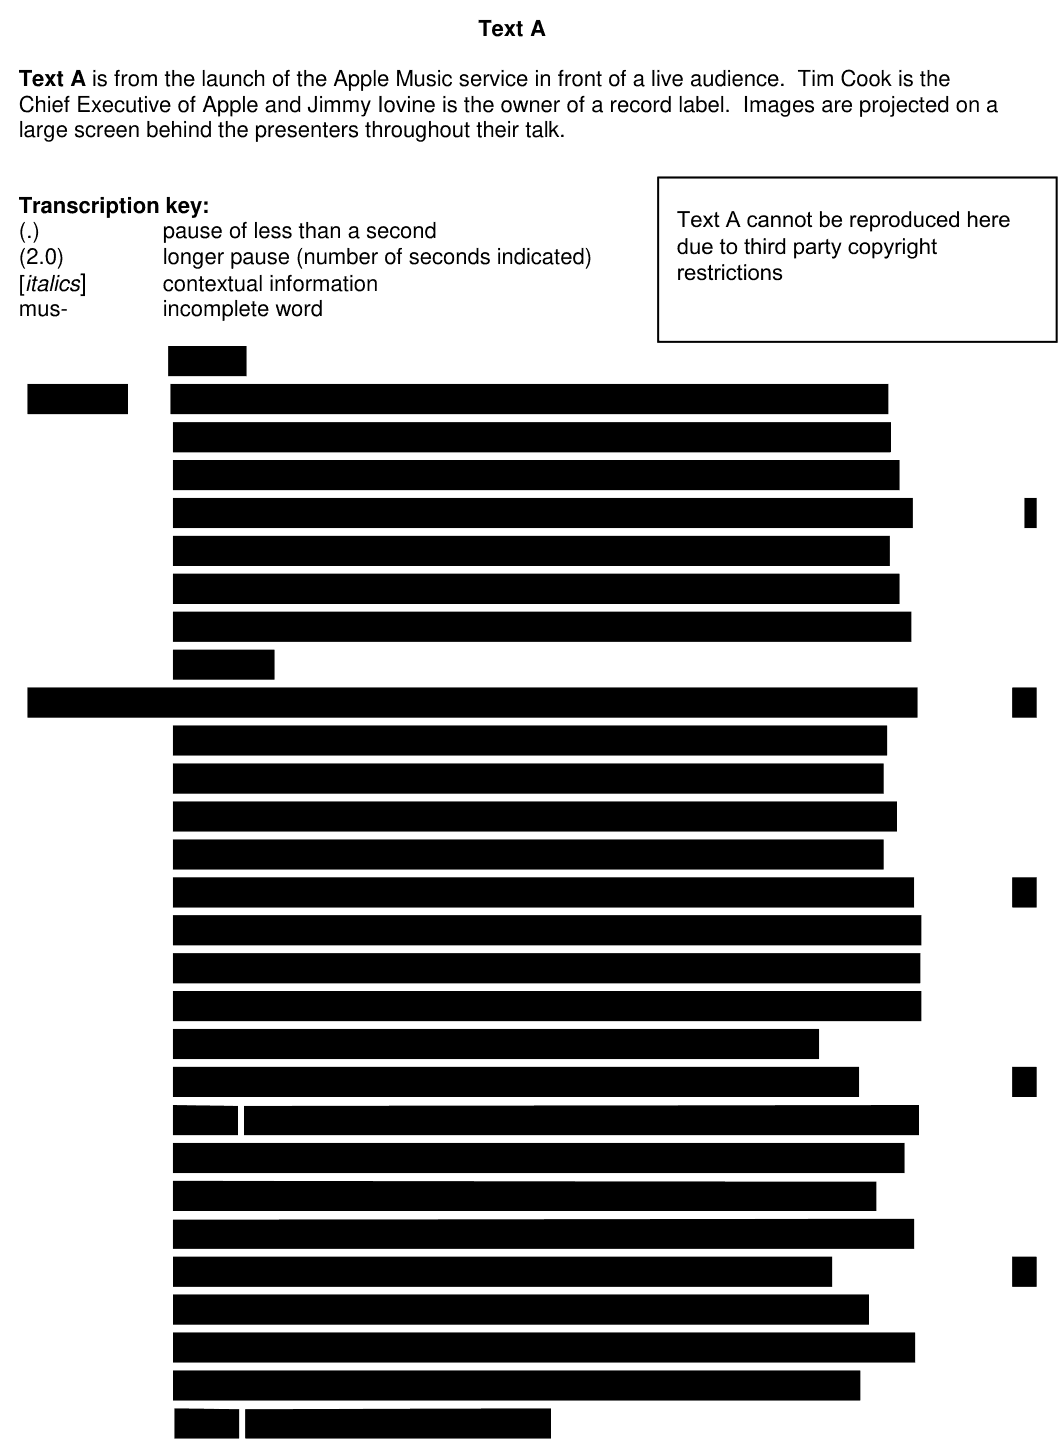 Text A
Text A is from the launch of the Apple Music service in front of a live audience.  Tim Cook is the
Chief Executive of Apple and Jimmy Iovine is the owner of a record label.  Images are projected on a
large screen behind the presenters throughout their talk.
Transcription key:
(.) pause of less than a second
(2.0) longer pause (number of seconds indicated)
[italics] contextual information
mus- incomplete word
Text A cannot be reproduced here
due to third party copyright
restrictions